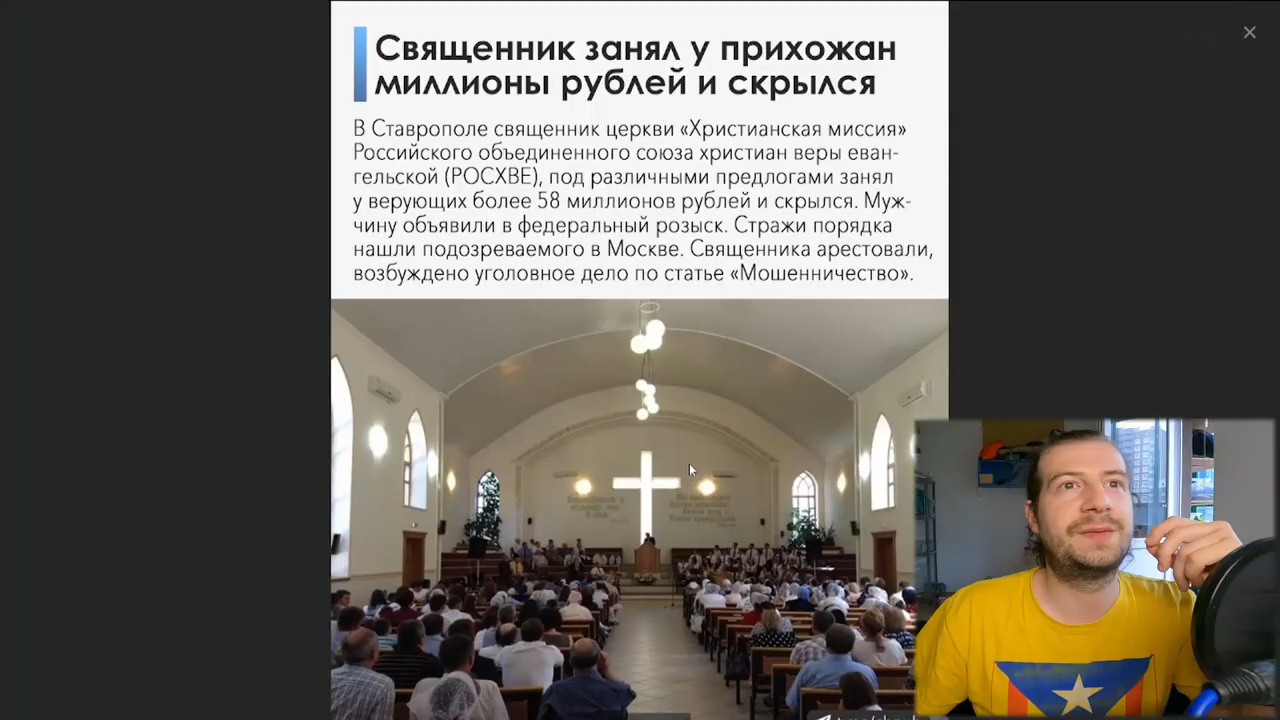 Священник занял у прихожан
миллионы рублей и скрылся
В Ставрополе священник церкви «Христианская миссия»
Российского объединенного союза христиан веры еван-
гельской (РОСХВЕ), под различными предлогами занял
у верующих более 58 миллионов рублей и скрылся. Муж-
чину объявили в федеральный розыск. Стражи порядка
нашли подозреваемого в Москве. Священника арестовали,
возбуждено уголовное дело по статье «Мошенничество».